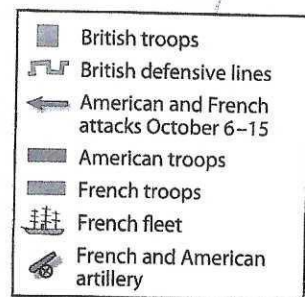 British troops
British defensive lines
American and French
attacks October 6–15
American troops
French troops
French fleet
French and American
artillery